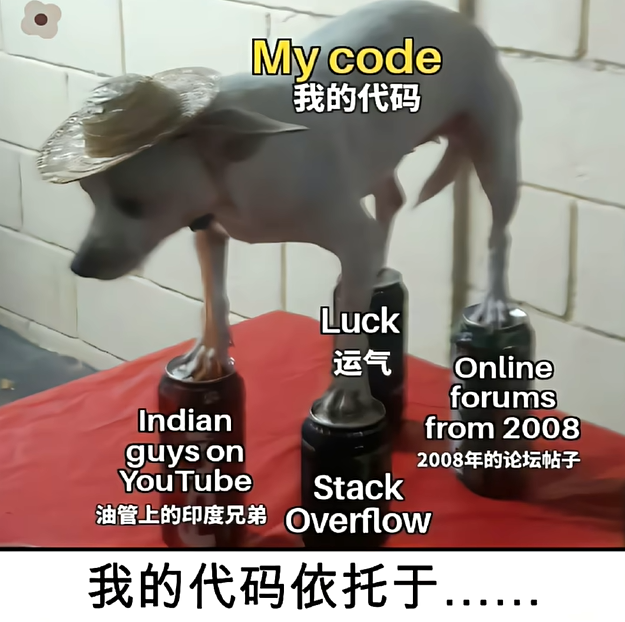 My code
我的代码
Luck
运气
Online
forums
from 2008
2008年的论坛帖子
Indian
guys on
YouTube
油管上的印度兄弟
Stack
Overflow
我的代码依托于......